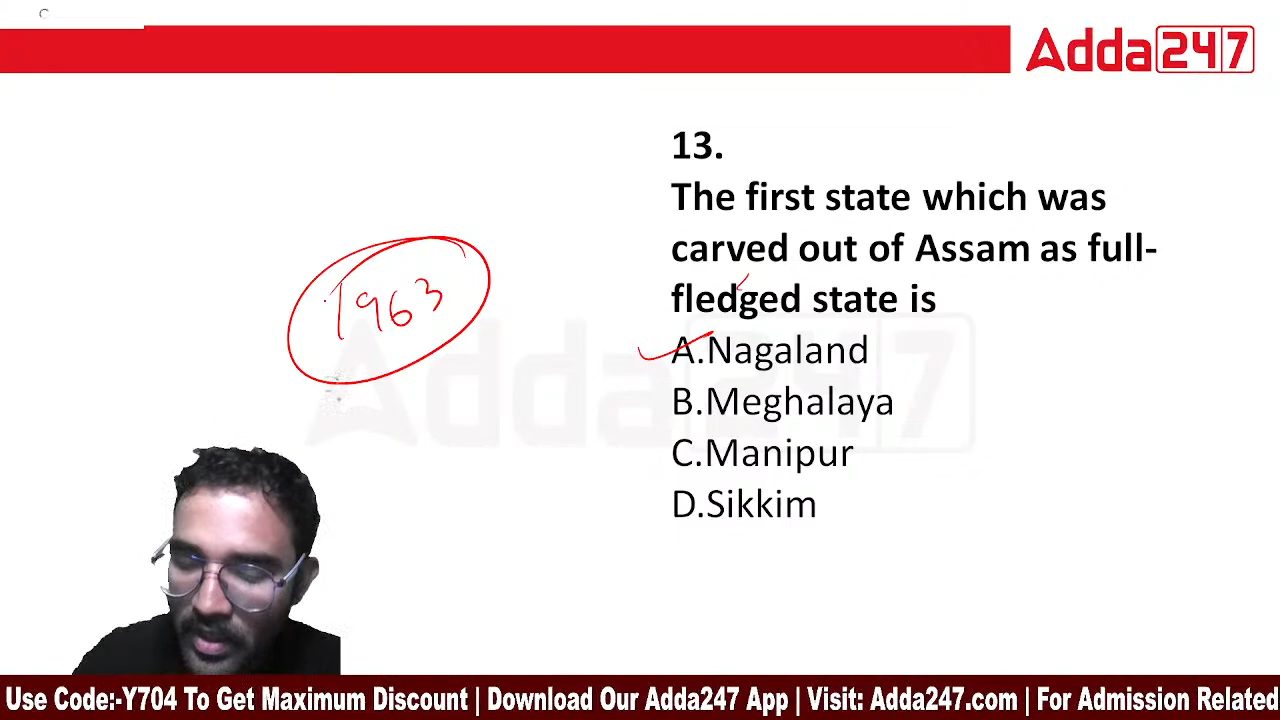 Adda247
13.
The first state which was
carved out of Assam as full-
fledged state is
1963
A.Nagaland
B.Meghalaya
C.Manipur
D.Sikkim
Adda247
Use Code:-Y704 To Get Maximum Discount | Download Our Adda247 App | Visit: Adda247.com | For Admission Related